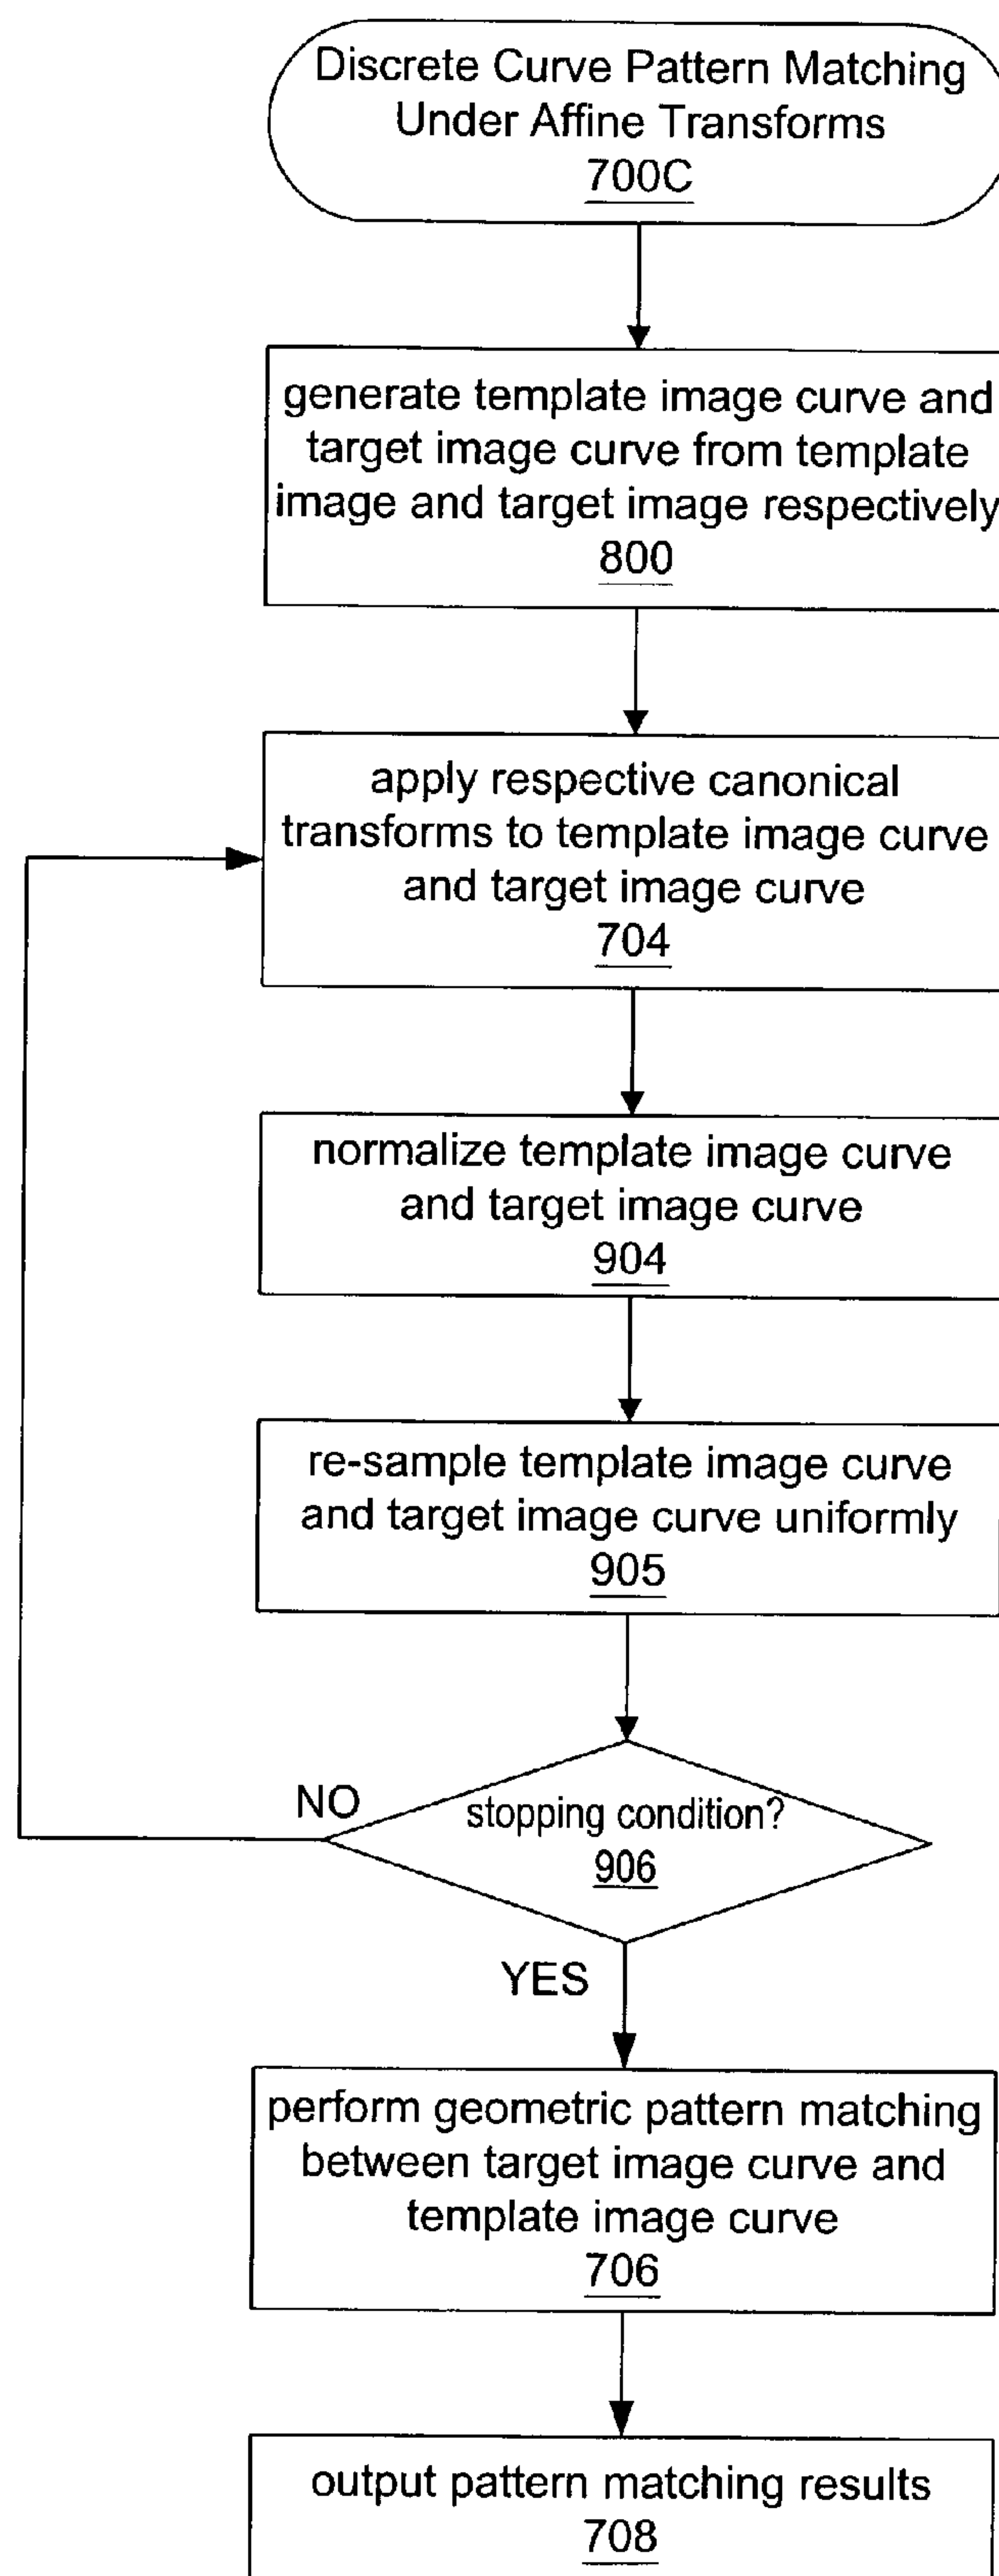 Discrete Curve Pattern Matching
Under Affine Transforms
700C
generate template image curve and
target image curve from template
image and target image respectively
800
apply respective canonical
transforms to template image curve
and target image curve
704
normalize template image curve
and target image curve
904
re-sample template image curve
and target image curve uniformly
905
NO
stopping condition?
906
YES
perform geometric pattern matching
between target image curve and
template image curve
706
output pattern matching results
708